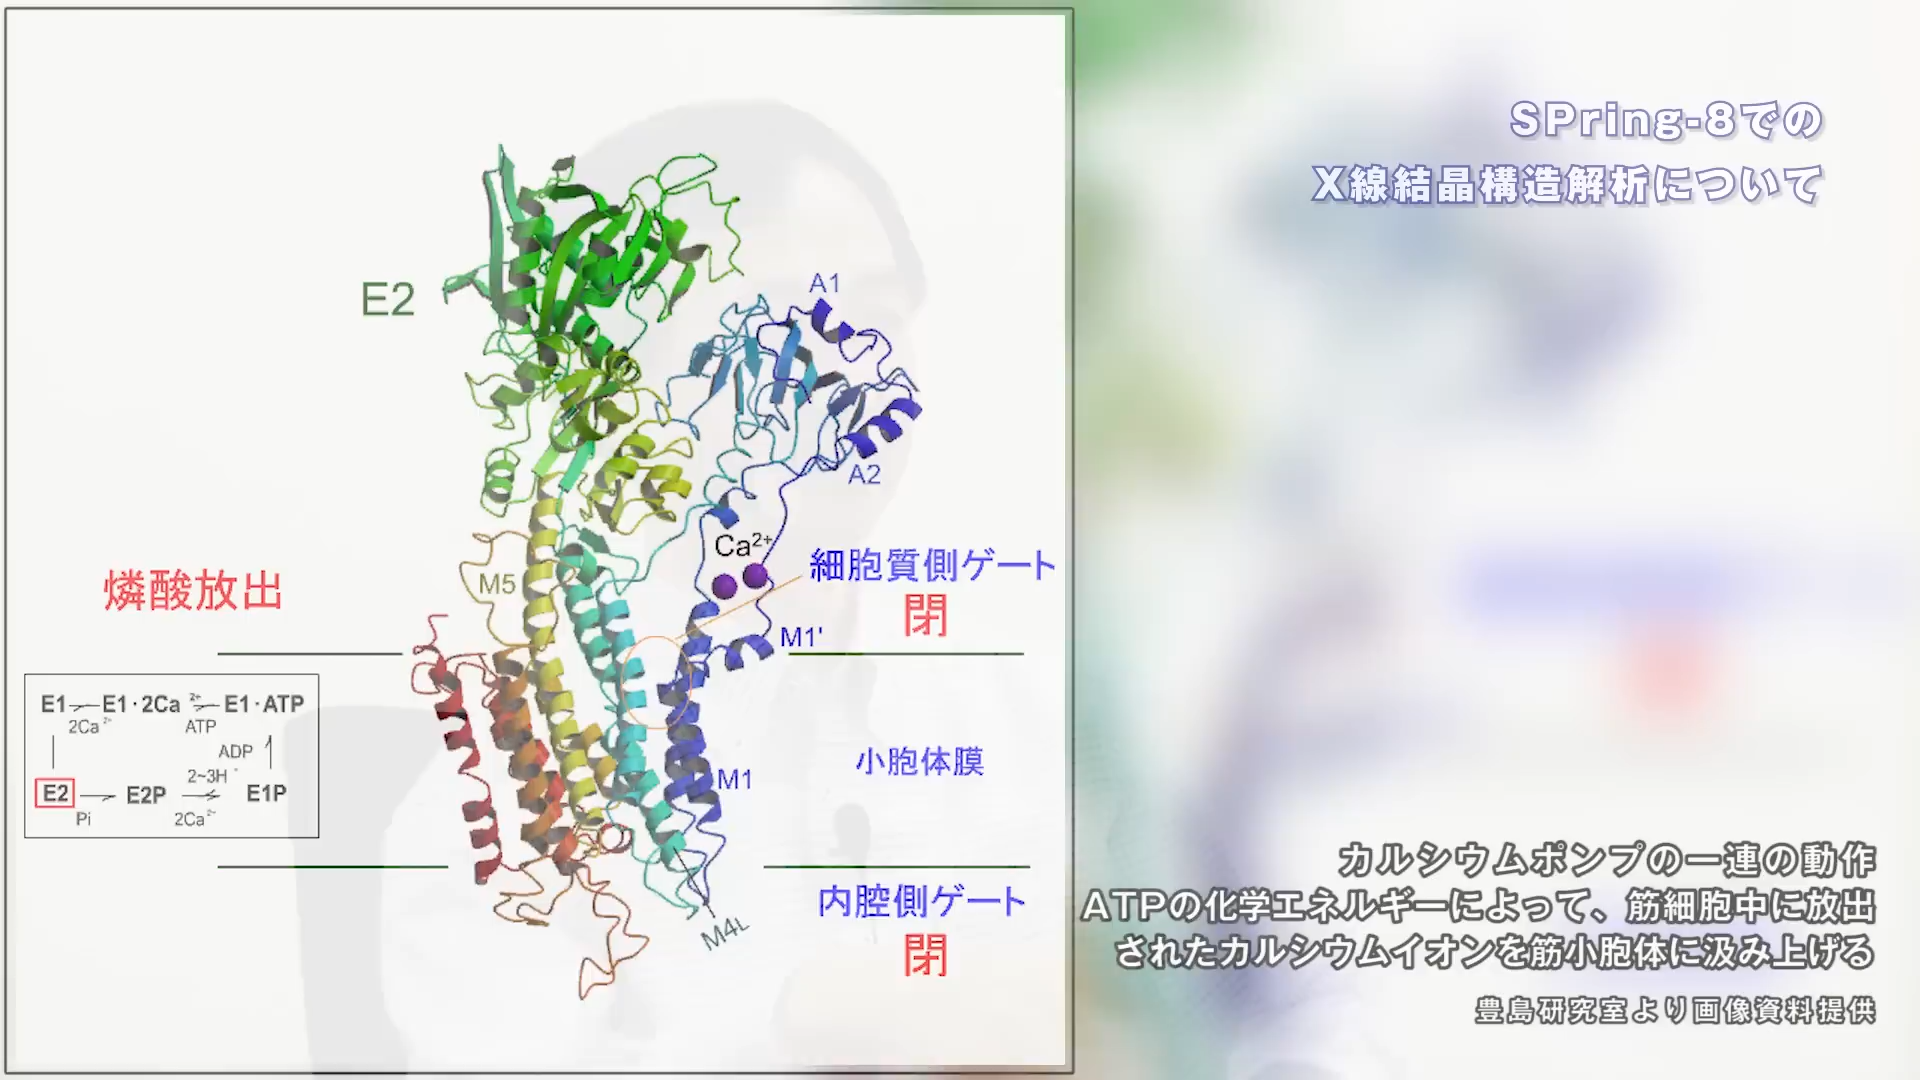 SPring-8での
X線結晶構造解析について
A1
E2
A2
Ca²⁺
細胞質側ゲート
閉
燐酸放出
M5
M1'
E1 E1・2Ca ²⁺ E1・ATP
2Ca ²⁺ ATP
ADP
2~3H ⁺
E2 E2P E1P
Pi 2Ca
小胞体膜
M1
内腔側ゲート
閉
M4L
カルシウムポンプの一連の動作
ATPの化学エネルギーによって、筋細胞中に放出
されたカルシウムイオンを筋小胞体に汲み上げる
豊島研究室より画像資料提供